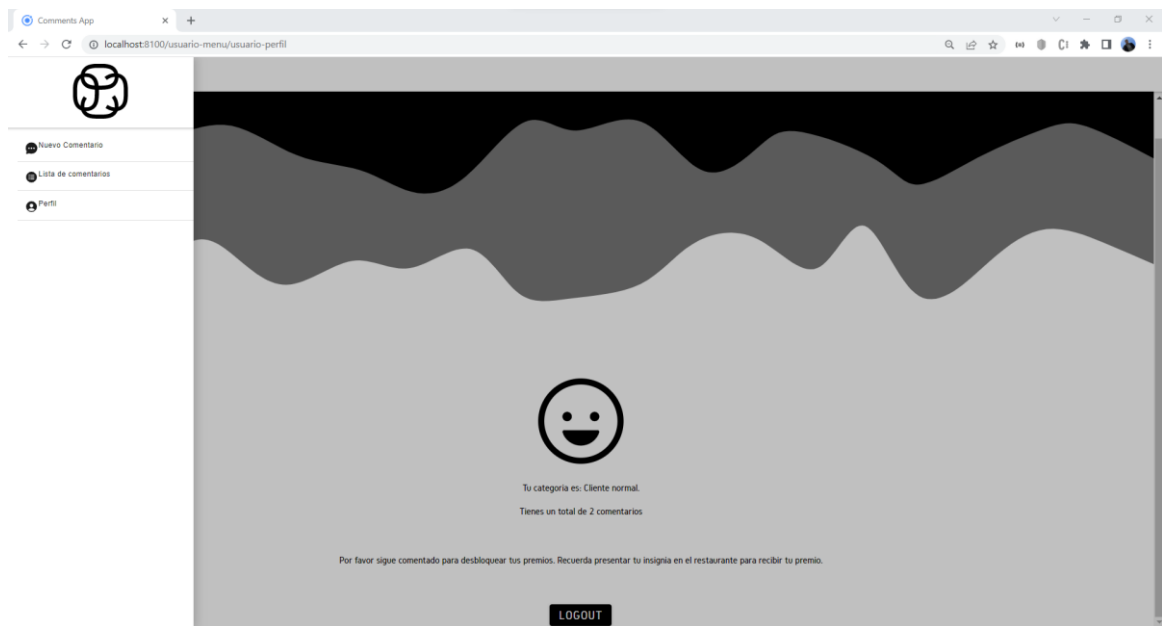 Comments App
localhost:8100/usuario-menu/usuario-perfil
Nuevo Comentario
Lista de comentarios
Perfil
Tu categoria es: Cliente normal.
Tienes un total de 2 comentarios
Por favor sigue comentado para desbloquear tus premios. Recuerda presentar tu insignia en el restaurante para recibir tu premio.
LOGOUT